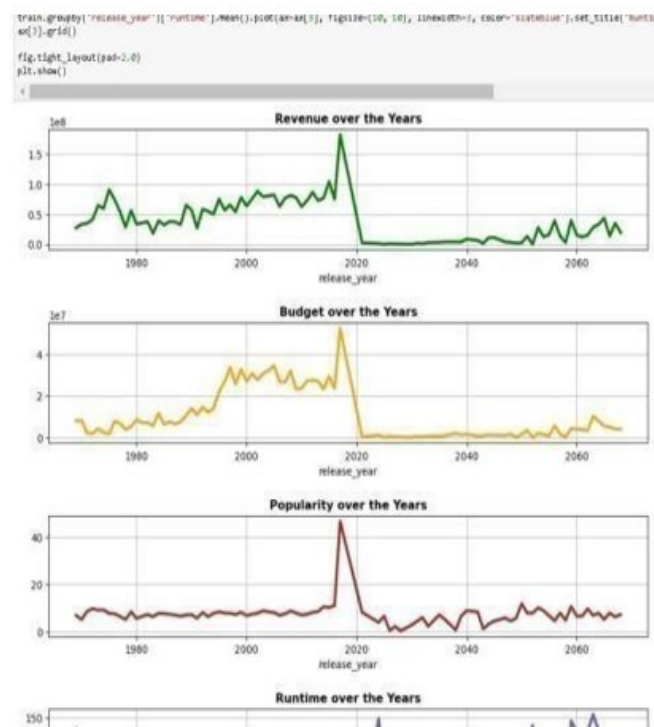 train.groupby("release_year")["runtime"].mean().plot(ax=ax[3], figsize=(10, 10), linewidth=3, color="slateblue").set_title("Runti
ax[3].grid()
fig.tight_layout(pad=2.0)
plt.show()
Revenue over the Years
1e8
1.5
1.0
0.5
0.0
1980 2000 2020 2040 2060
release_year
Budget over the Years
1e7
4
2
0
1980 2000 2020 2040 2060
release_year
Popularity over the Years
40
20
0
1980 2000 2020 2040 2060
release_year
Runtime over the Years
150